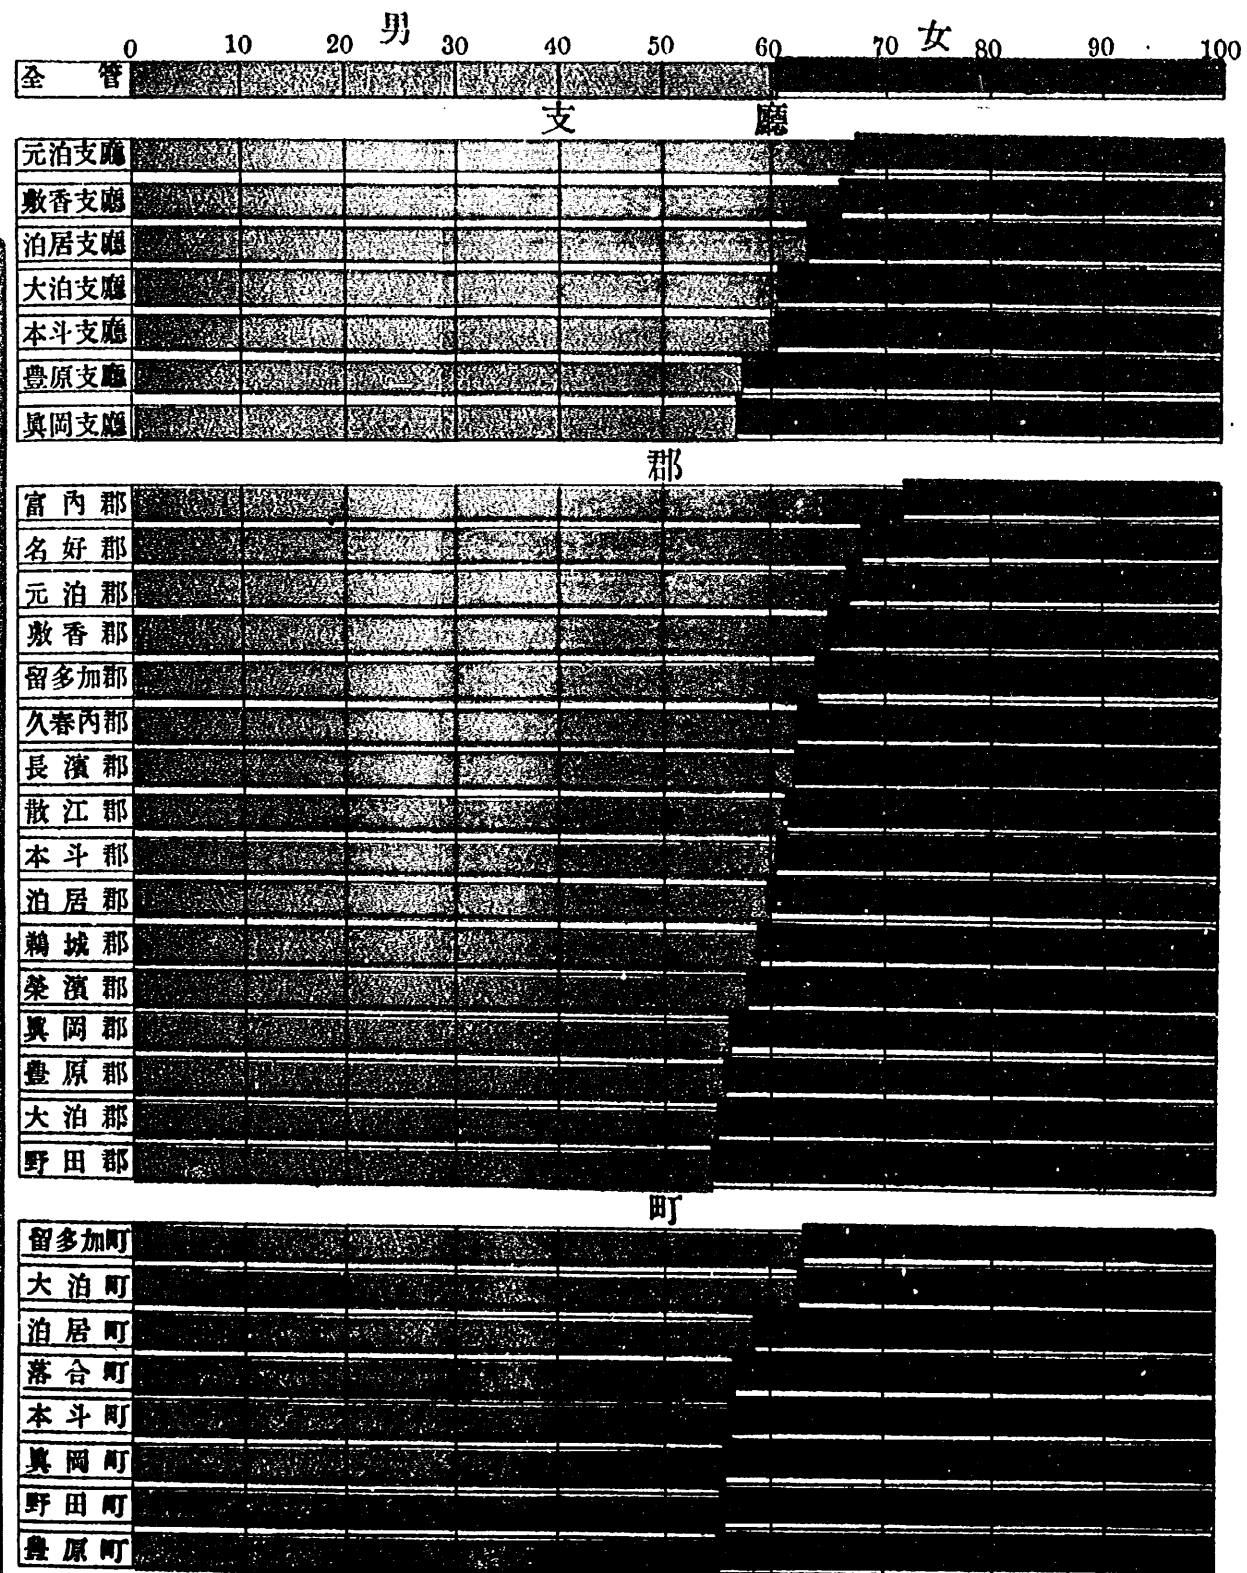 男 女
0 10 20 30 40 50 60 70 80 90 100
全管
支廳
元泊支廳
敷香支廳
泊居支廳
大泊支廳
本斗支廳
豊原支廳
眞岡支廳
郡
富內郡
名好郡
元泊郡
敷香郡
留多加郡
久春內郡
長濱郡
散江郡
本斗郡
泊居郡
鵜城郡
榮濱郡
眞岡郡
豊原郡
大泊郡
野田郡
町
留多加町
大泊町
泊居町
落合町
本斗町
眞岡町
野田町
豊原町